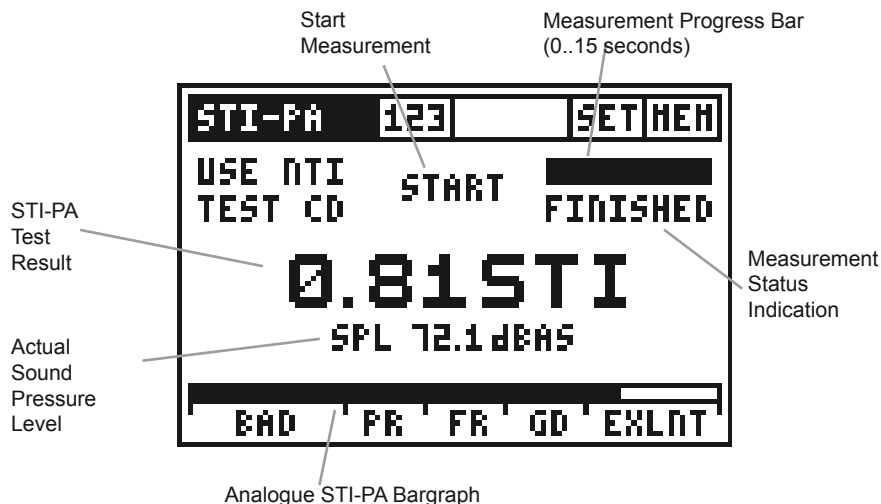 Start
Measurement
Measurement Progress Bar
(0..15 seconds)
STI-PA 123 SET MEM
USE NTI
TEST CD
START
FINISHED
STI-PA
Test
Result
0.81STI
Measurement
Status
Indication
SPL 72.1 dBAS
Actual
Sound
Pressure
Level
BAD PR FR GD EXLNT
Analogue STI-PA Bargraph